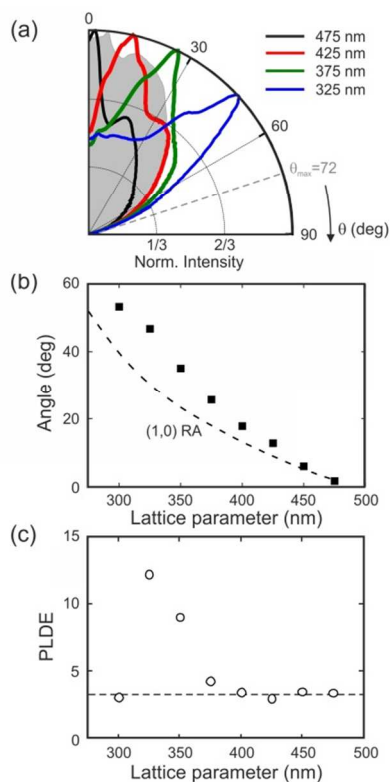 (a)
0
30
60
90
475 nm
425 nm
375 nm
325 nm
θmax=72
θ (deg)
1/3
2/3
Norm. Intensity
(b)
60
40
20
0
Angle (deg)
(1,0) RA
300
350
400
450
500
Lattice parameter (nm)
(c)
15
10
5
0
PLDE
300
350
400
450
500
Lattice parameter (nm)